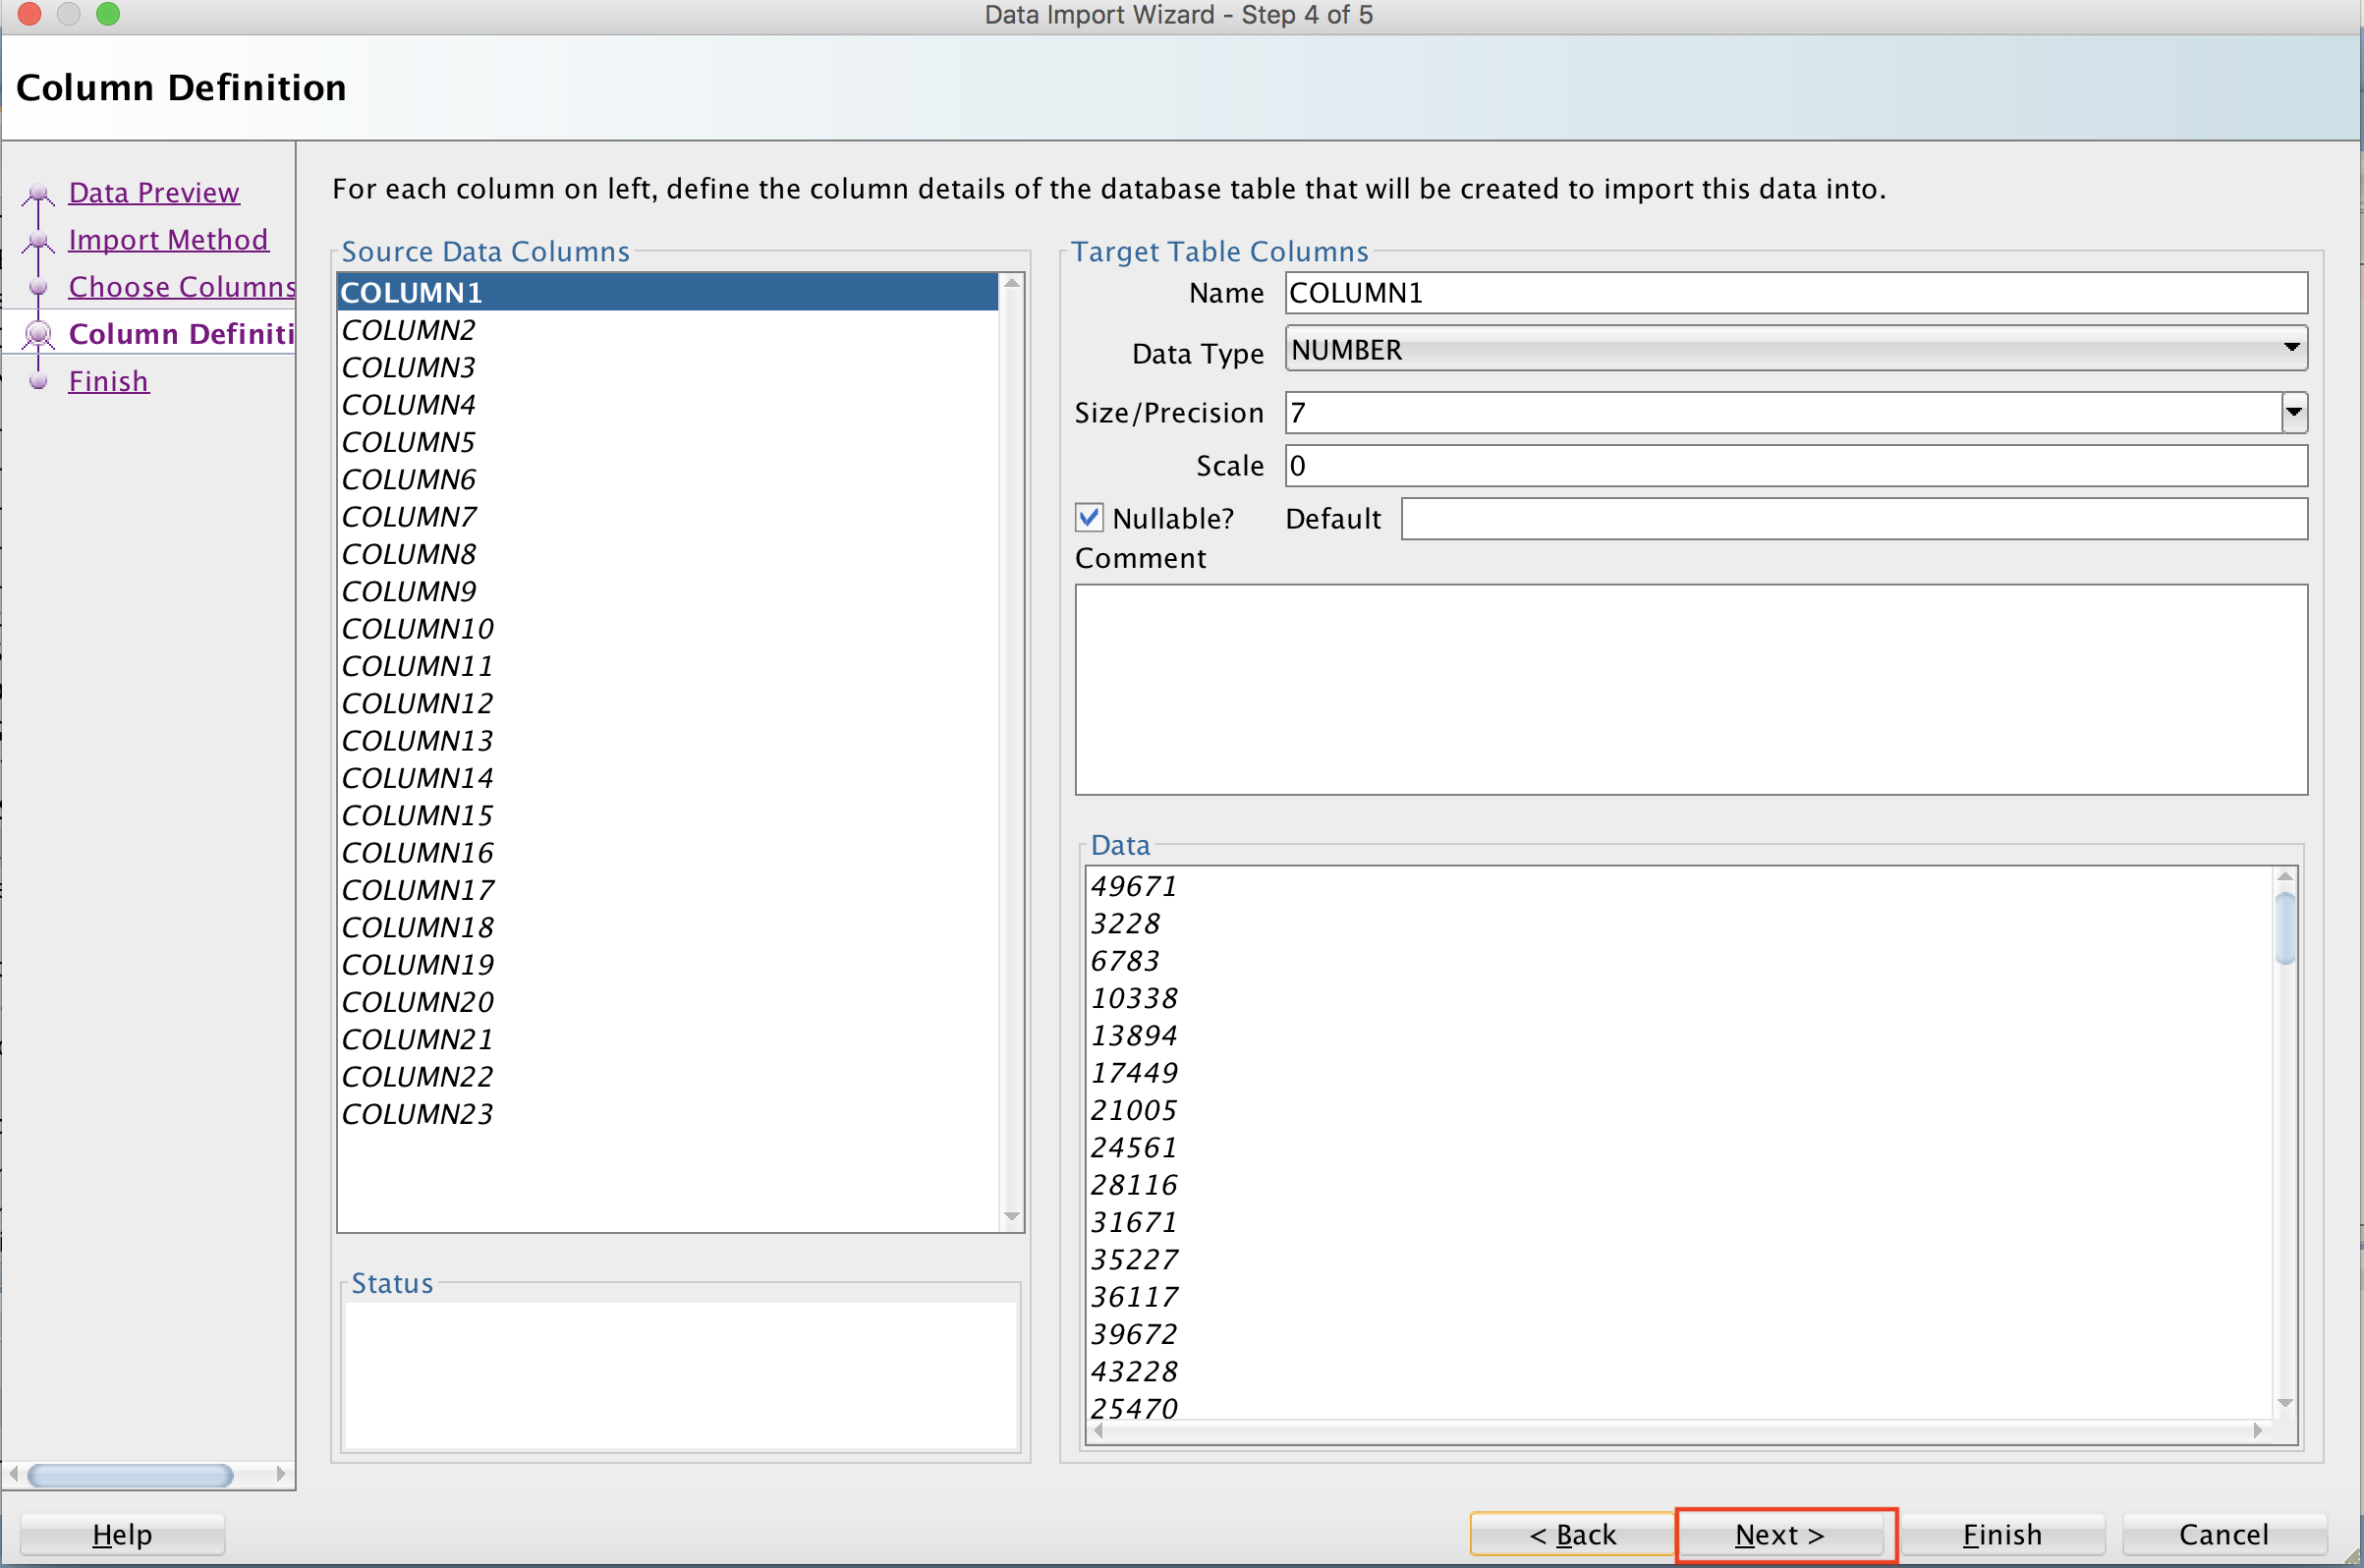 Data Import Wizard - Step 4 of 5
Column Definition
Data Preview
Import Method
Choose Columns
Column Definiti
Finish
For each column on left, define the column details of the database table that will be created to import this data into.
Source Data Columns
COLUMN1
COLUMN2
COLUMN3
COLUMN4
COLUMN5
COLUMN6
COLUMN7
COLUMN8
COLUMN9
COLUMN10
COLUMN11
COLUMN12
COLUMN13
COLUMN14
COLUMN15
COLUMN16
COLUMN17
COLUMN18
COLUMN19
COLUMN20
COLUMN21
COLUMN22
COLUMN23
Status
Target Table Columns
Name COLUMN1
Data Type NUMBER
Size/Precision 7
Scale 0
Nullable? Default
Comment
Data
49671
3228
6783
10338
13894
17449
21005
24561
28116
31671
35227
36117
39672
43228
25470
Help < Back Next > Finish Cancel